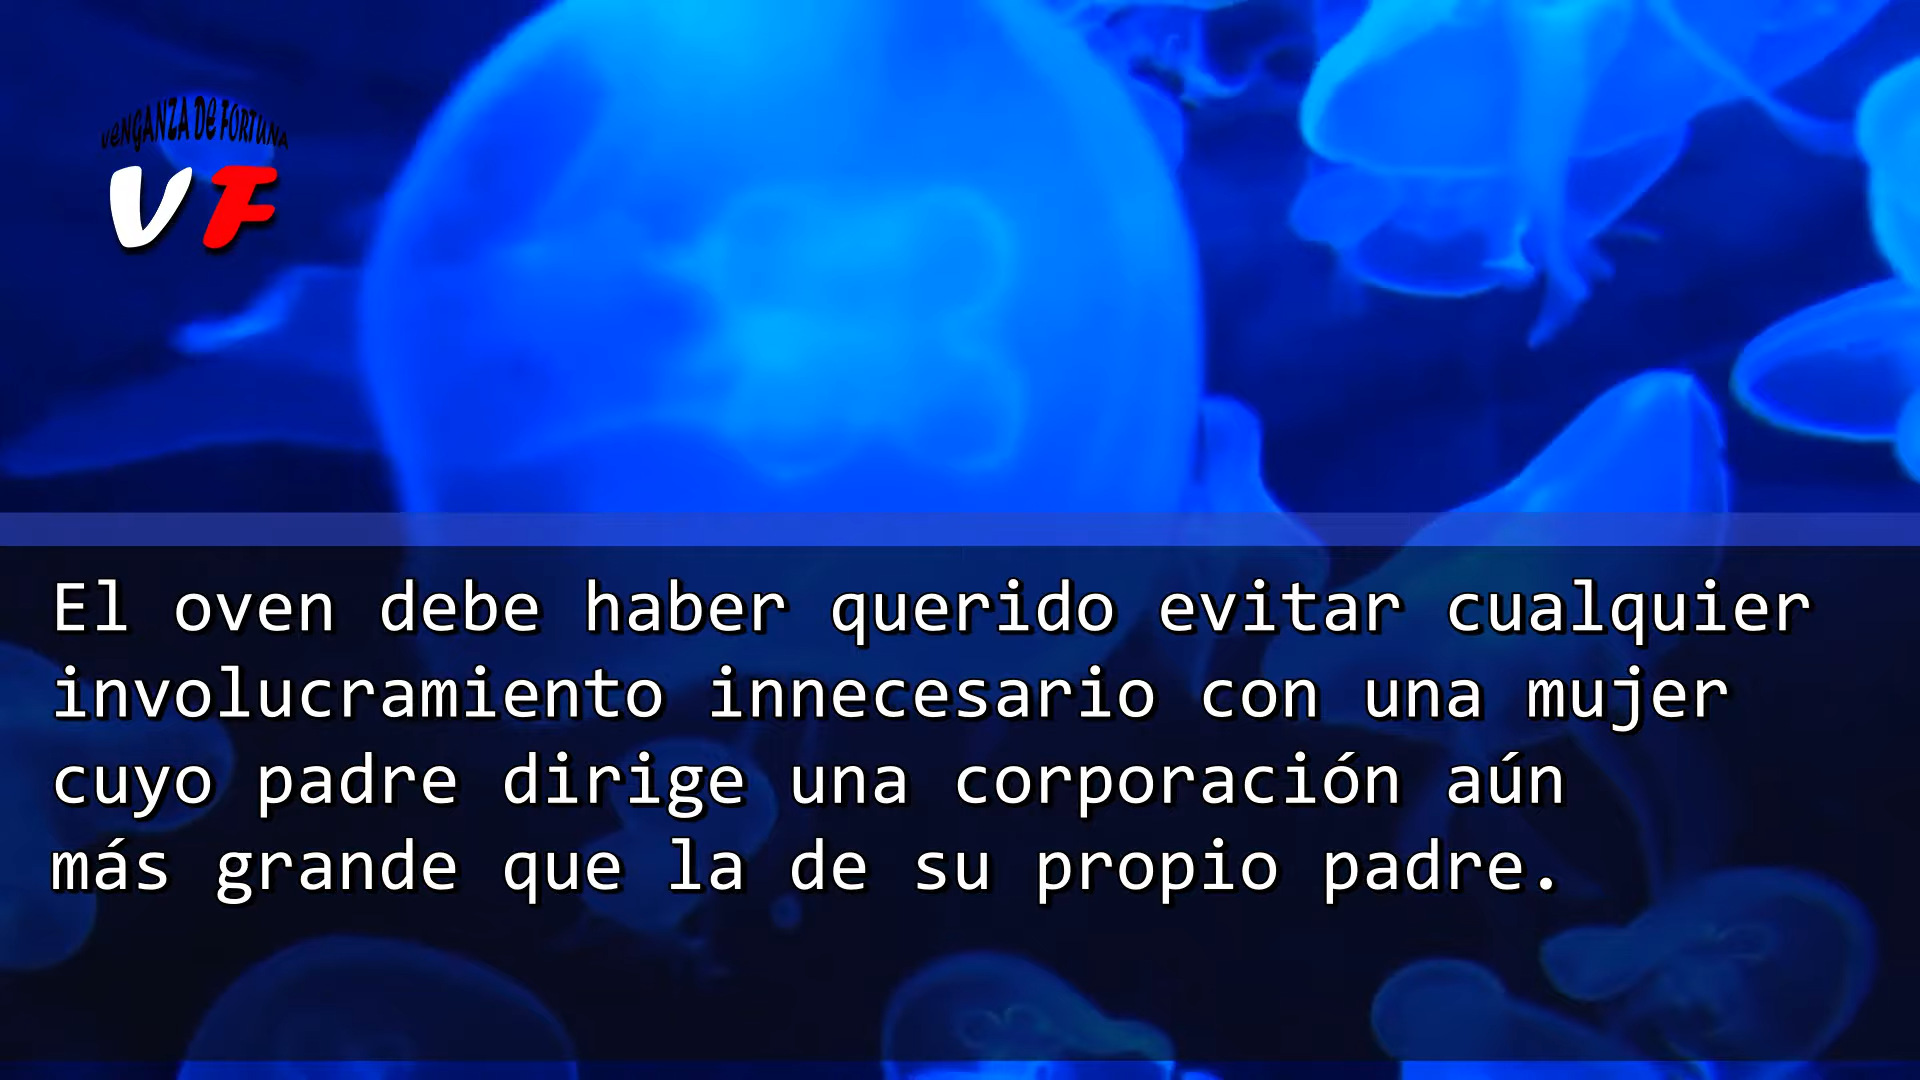 VENGANZA DE FORTUNA
VF
El oven debe haber querido evitar cualquier
involucramiento innecesario con una mujer
cuyo padre dirige una corporación aún
más grande que la de su propio padre.